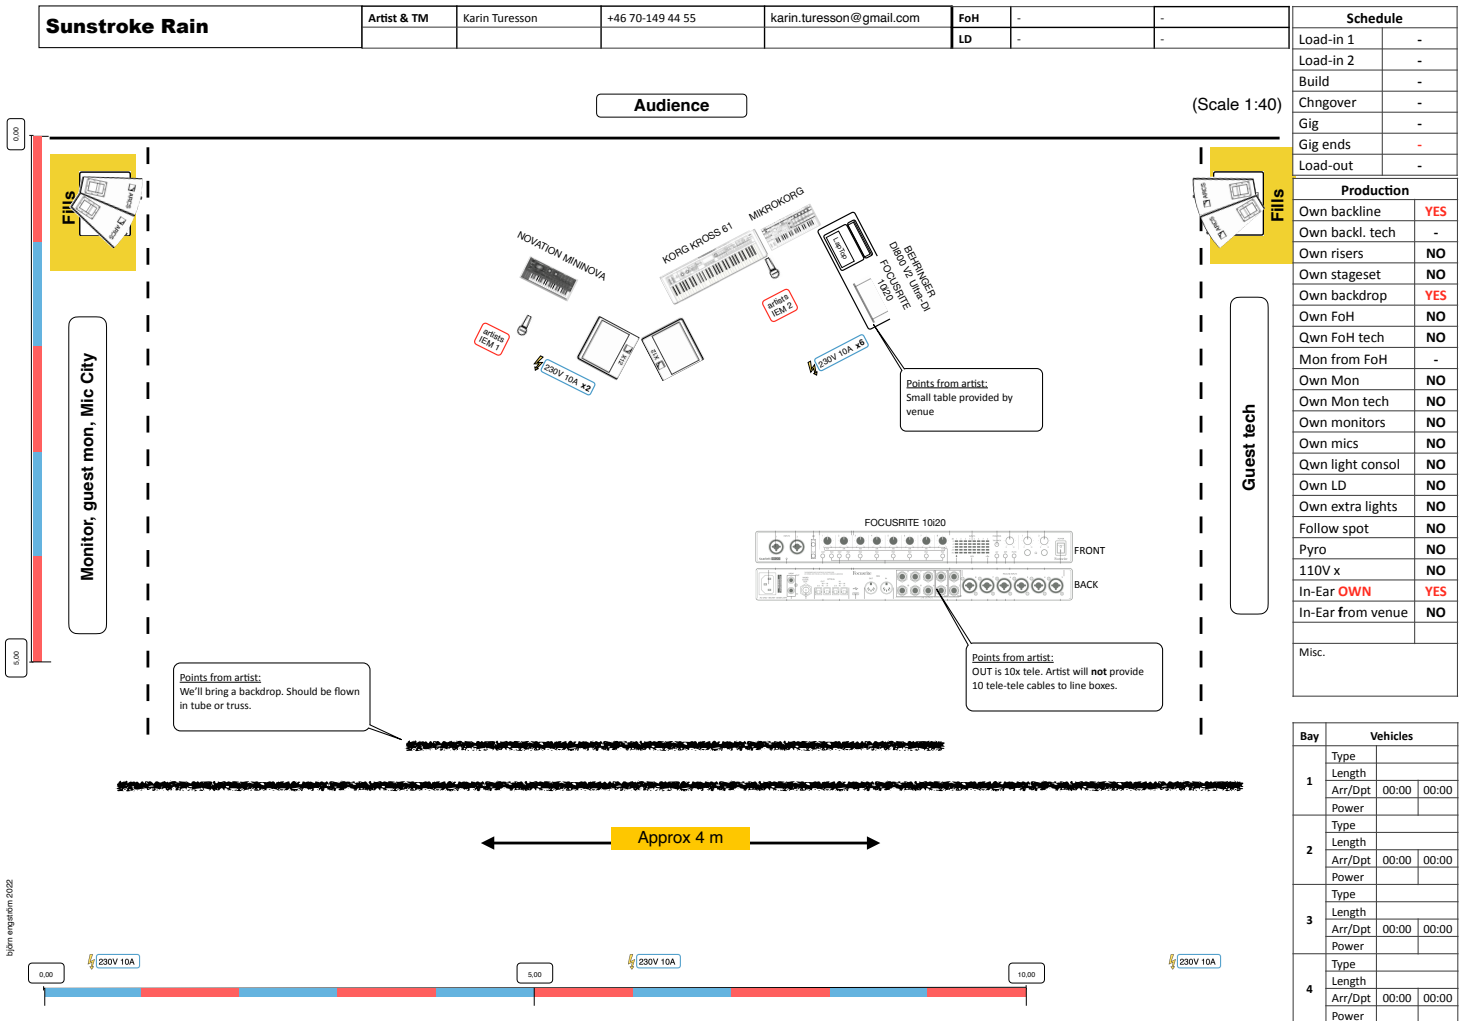 Sunstroke Rain
Artist & TM Karin Turesson +46 70-149 44 55 karin.turesson@gmail.com FoH - -
LD - -
Schedule
Load-in 1 -
Load-in 2 -
Build -
Chngover -
Gig -
Gig ends -
Load-out -
Production
Own backline YES
Own backl. tech -
Own risers NO
Own stageset NO
Own backdrop YES
Own FoH NO
Qwn FoH tech NO
Mon from FoH -
Own Mon NO
Own Mon tech NO
Own monitors NO
Own mics NO
Qwn light consol NO
Own LD NO
Own extra lights NO
Follow spot NO
Pyro NO
110V x NO
In-Ear OWN YES
In-Ear from venue NO
Misc.
Bay Vehicles
1
Type
Length
Arr/Dpt 00:00 00:00
Power
2
Type
Length
Arr/Dpt 00:00 00:00
Power
3
Type
Length
Arr/Dpt 00:00 00:00
Power
4
Type
Length
Arr/Dpt 00:00 00:00
Power
Audience
(Scale 1:40)
0,00
5,00
Fills
ARCS
ARCS
Fills
ARCS
ARCS
Monitor, guest mon, Mic City
Guest tech
NOVATION MININOVA
KORG KROSS 61
MIKROKORG
LapTop
BEHRINGER
DI800 V2 Ultra-DI
FOCUSRITE
10i20
artists
IEM 1
artists
IEM 2
230V 10A x2
X12
X12
230V 10A x6
Points from artist:
Small table provided by
venue
FOCUSRITE 10i20
FRONT
BACK
Points from artist:
OUT is 10x tele. Artist will not provide
10 tele-tele cables to line boxes.
Points from artist:
We'll bring a backdrop. Should be flown
in tube or truss.
Approx 4 m
björn engström 2022
230V 10A
230V 10A
230V 10A
0,00
5,00
10,00